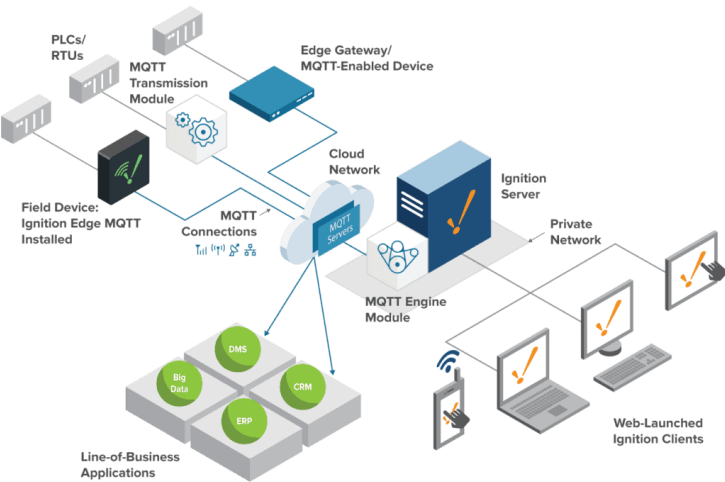 PLCs/
RTUs
MQTT
Transmission
Module
Edge Gateway/
MQTT-Enabled Device
Cloud
Network
Ignition
Server
Field Device:
Ignition Edge MQTT
Installed
MQTT
Connections
MQTT
Servers
Private
Network
MQTT Engine
Module
DMS
Big
Data
CRM
ERP
Line-of-Business
Applications
Web-Launched
Ignition Clients